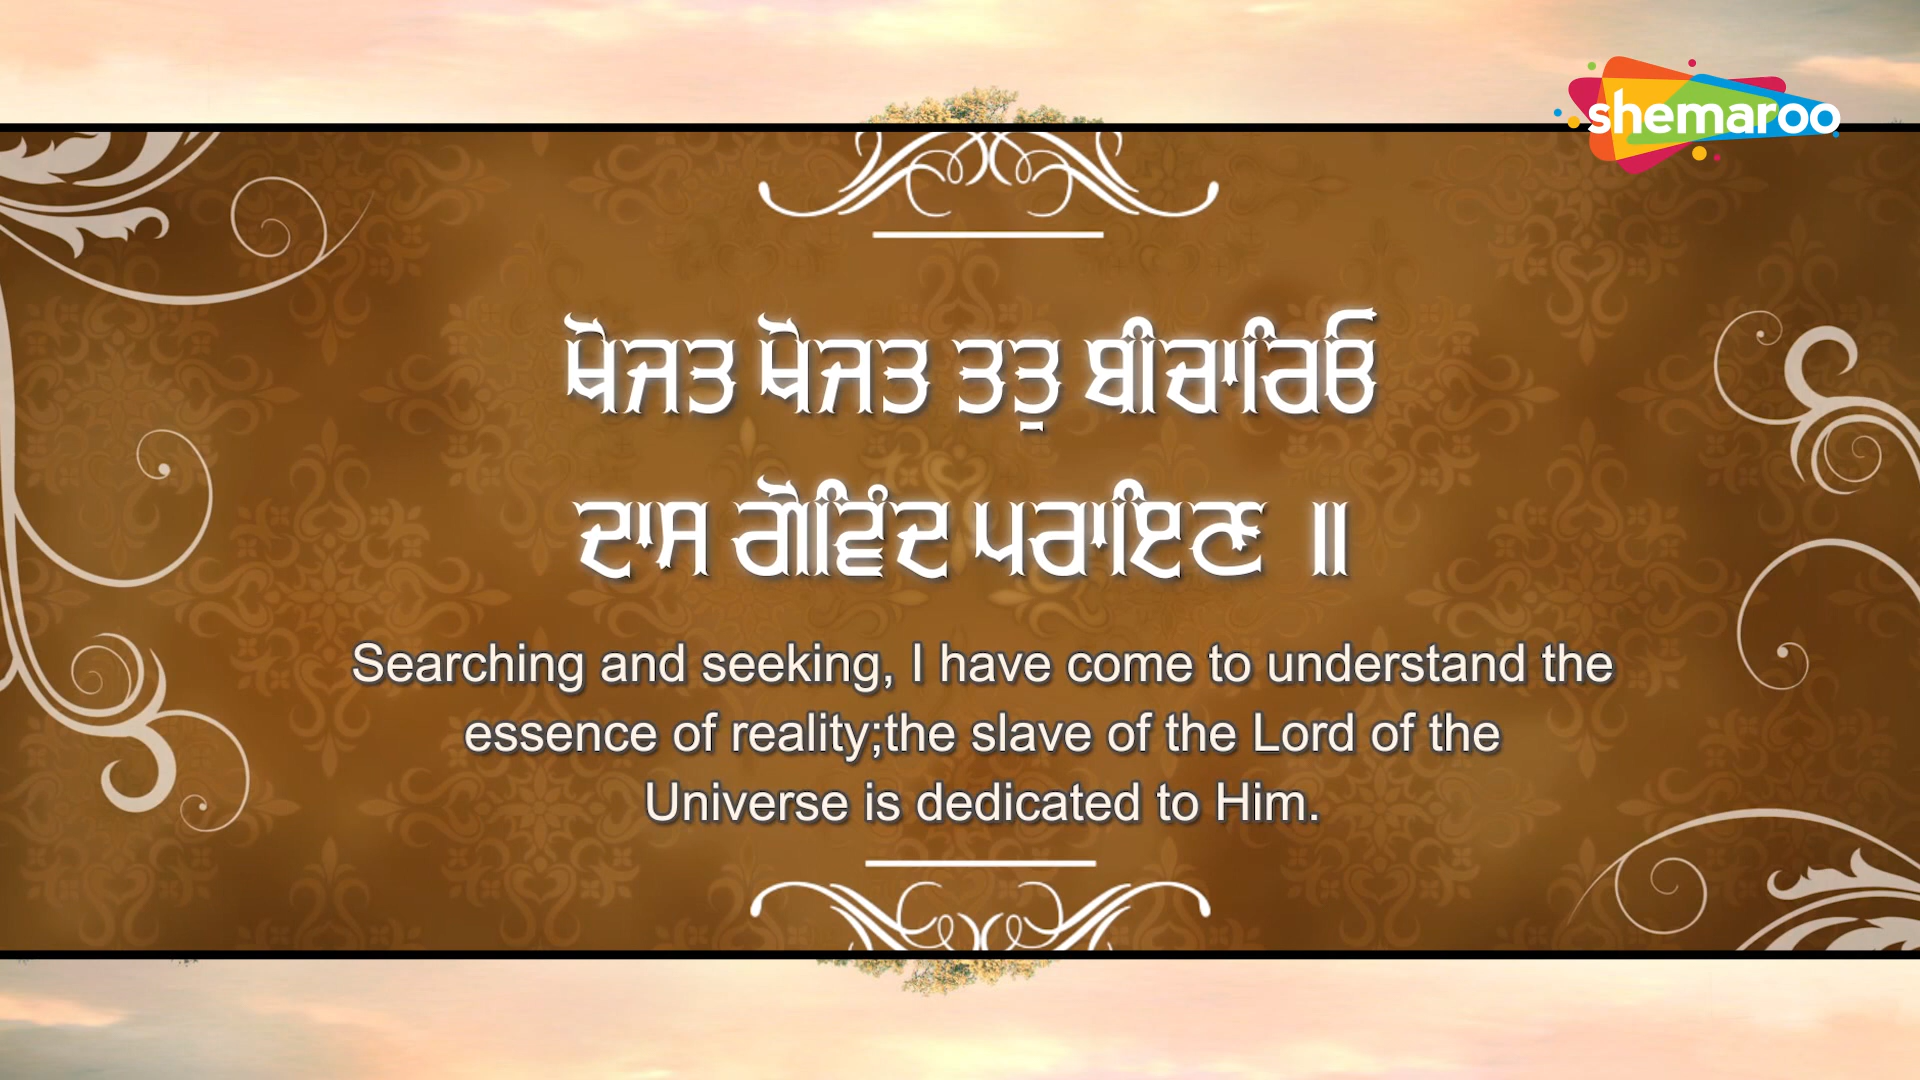 shemaroo
ਖੋਜਤ ਖੋਜਤ ਤਤੁ ਬੀਚਾਰਿਓ
ਦਾਸ ਗੋਵਿੰਦ ਪਰਾਇਣ ॥
Searching and seeking, I have come to understand the
essence of reality;the slave of the Lord of the
Universe is dedicated to Him.